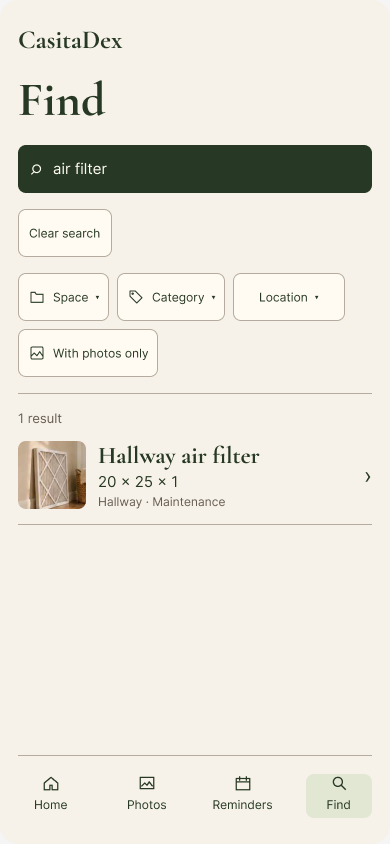 CasitaDex
Find
air filter
Clear search
Space
Category
Location
With photos only
1 result
Hallway air filter
20 × 25 × 1
Hallway · Maintenance
Home
Photos
Reminders
Find